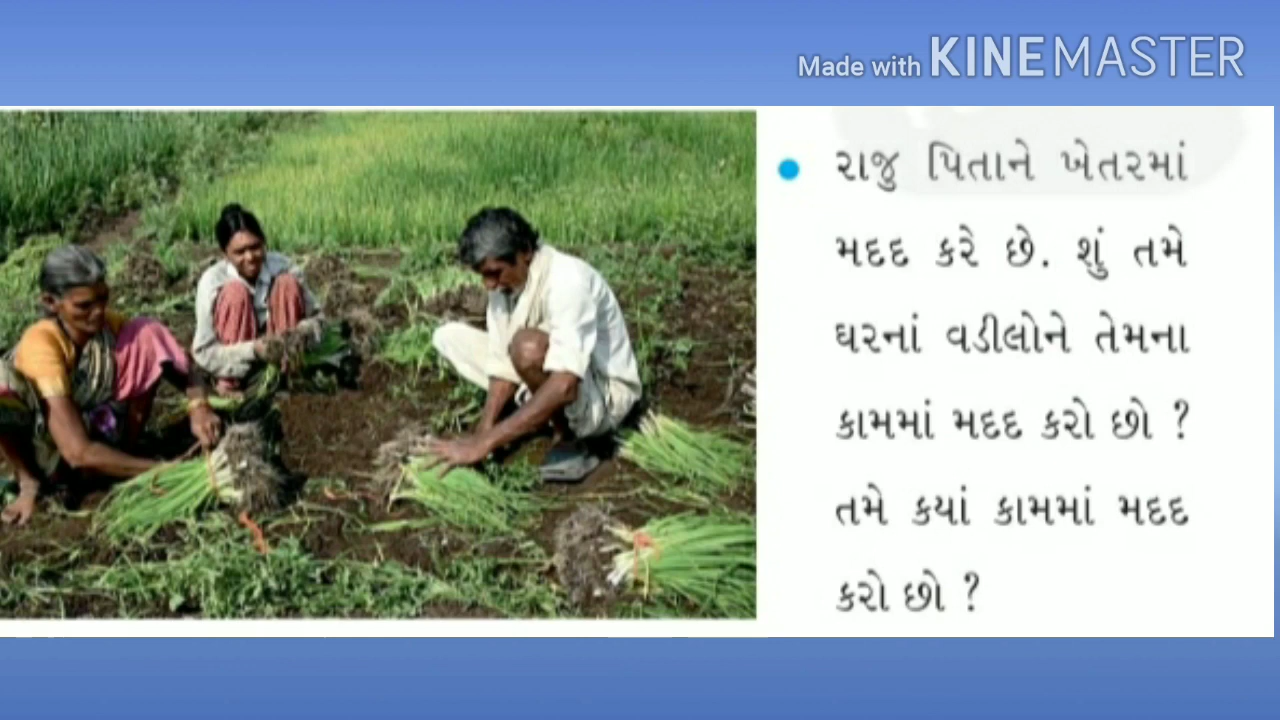 Made with KINEMASTER
રાજુ પિતાને ખેતરમાં
મદદ કરે છે. શું તમે
ઘરનાં વડીલોને તેમના
કામમાં મદદ કરો છો ?
તમે કયાં કામમાં મદદ
કરો છો ?